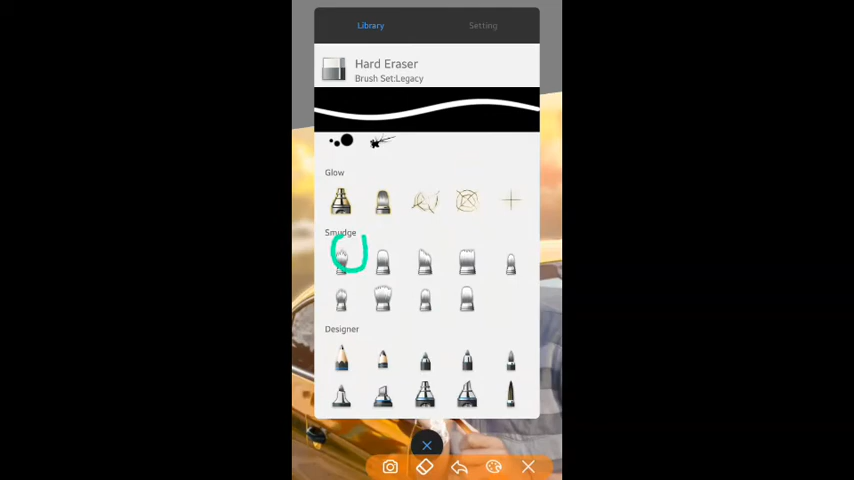 Library
Setting
Hard Eraser
Brush Set:Legacy
Glow
Smudge
Designer